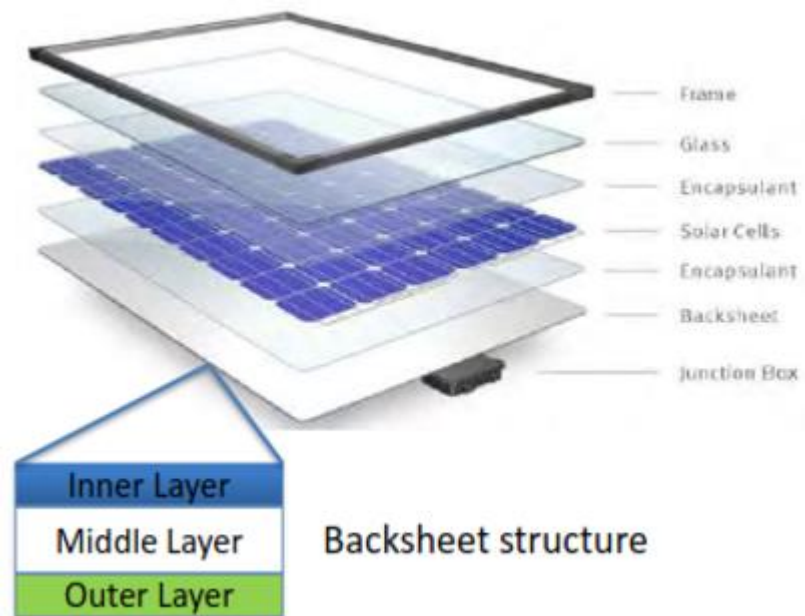 Frame
Glass
Encapsulant
Solar Cells
Encapsulant
Backsheet
Junction Box
Inner Layer
Middle Layer
Backsheet structure
Outer Layer